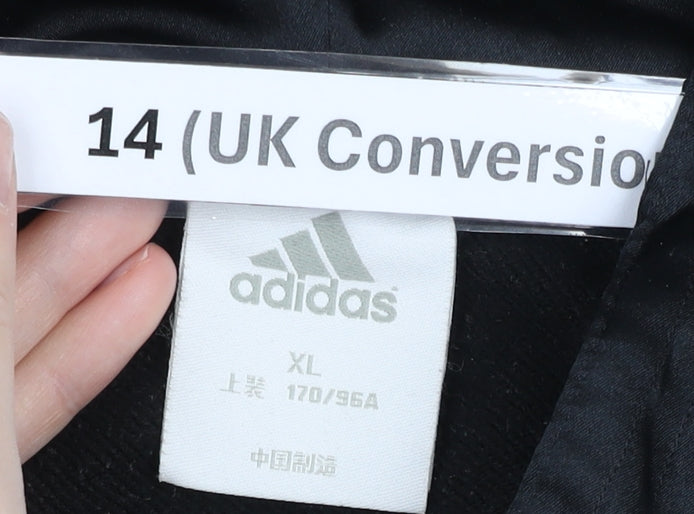 14 (UK Conversio
adidas
XL
上装 170/96A
中国制造